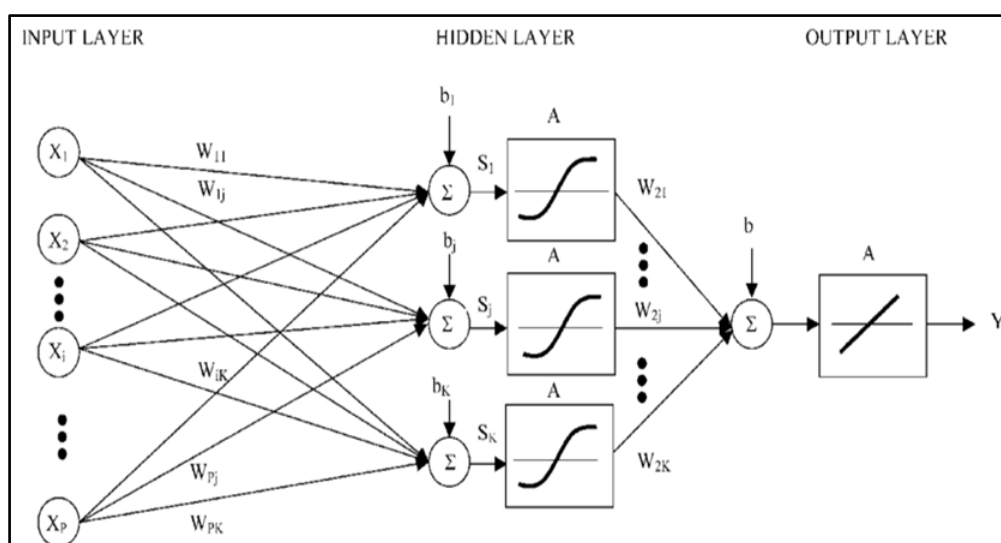 INPUT LAYER HIDDEN LAYER OUTPUT LAYER
b₁ A
X₁ W₁₁ S₁
W₁ⱼ Σ W₂₁
X₂ bⱼ A b A
Xᵢ Σ Sⱼ W₂ⱼ Σ Y
WᵢK bK A
Σ SK W₂K
WPⱼ
XP WPK